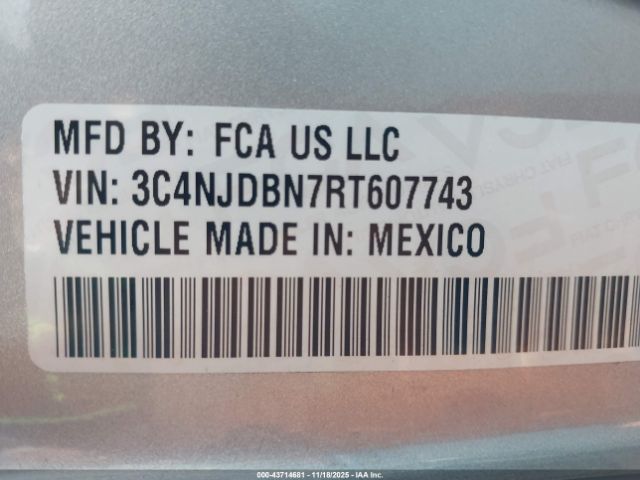 MFD BY: FCA US LLC
VIN: 3C4NJDBN7RT607743
VEHICLE MADE IN: MEXICO
000-43714681 - 11/18/2025 - IAA Inc.